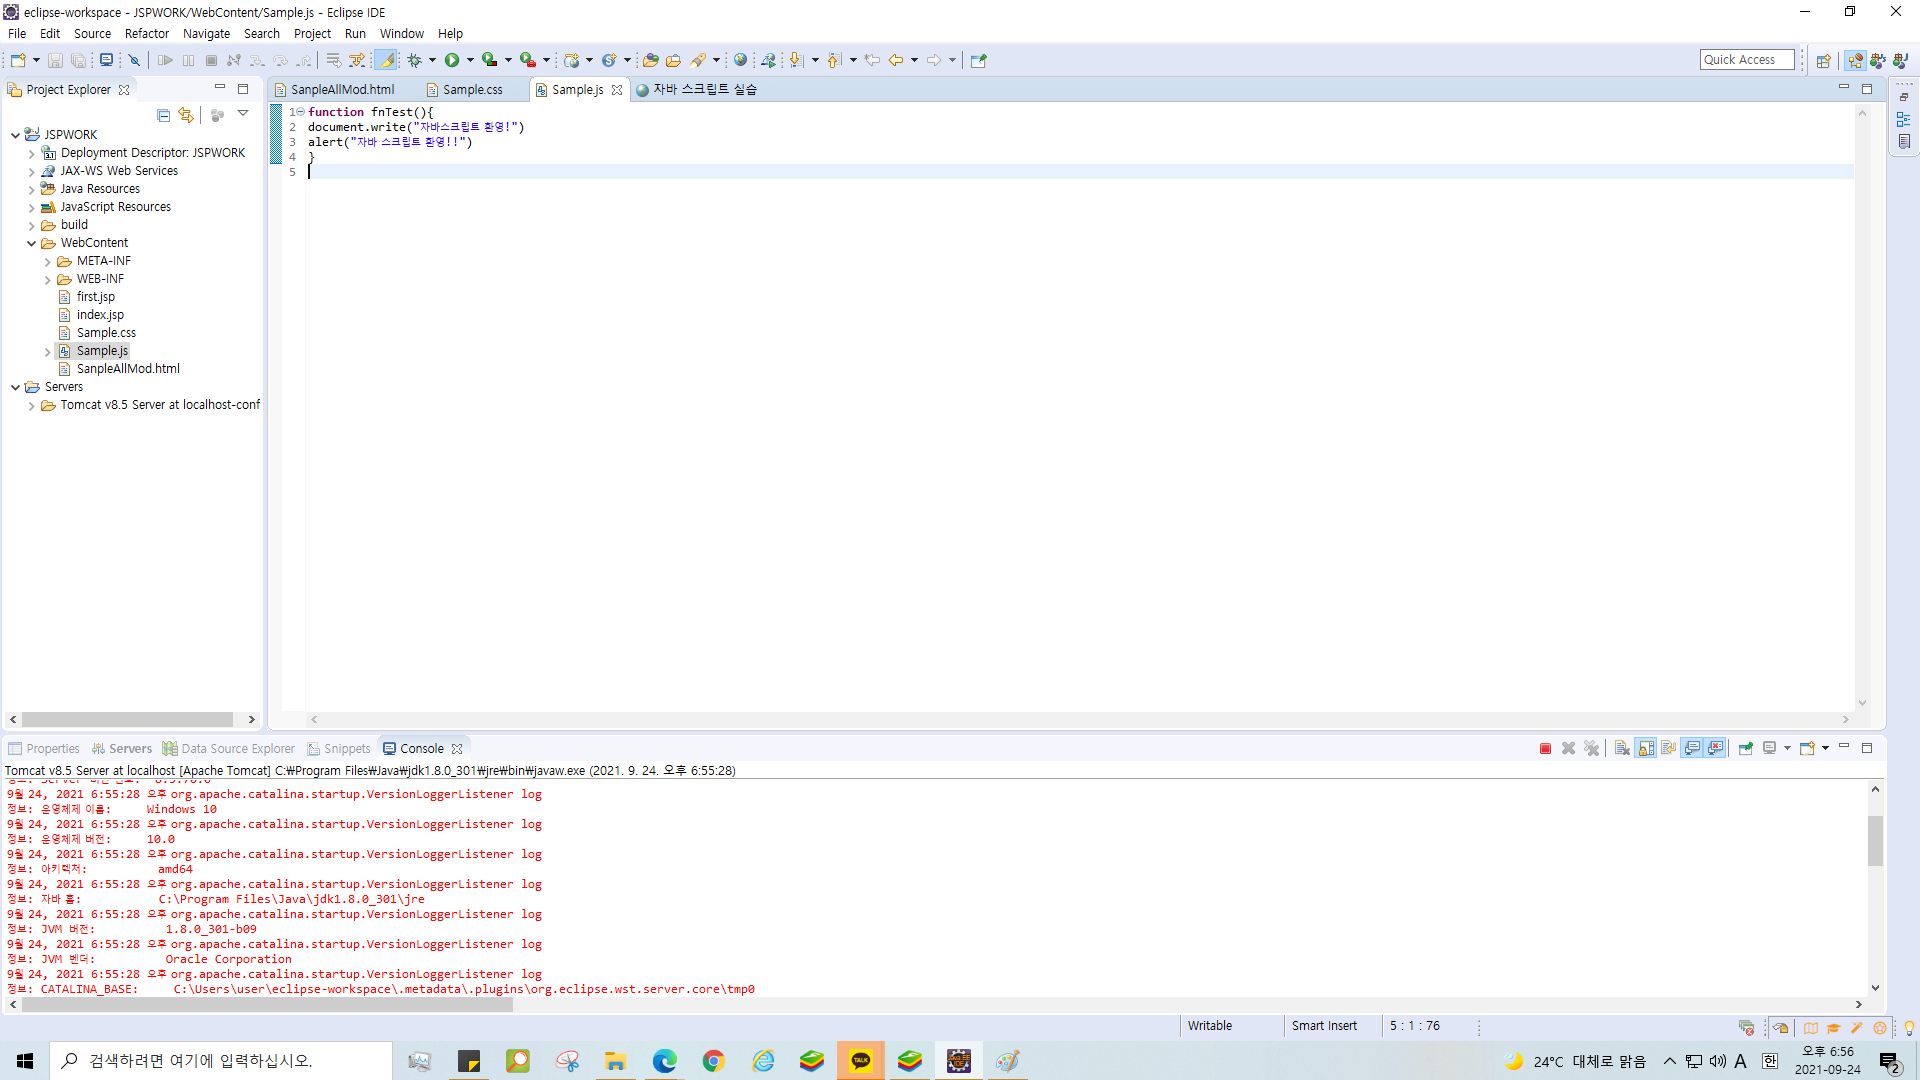 eclipse-workspace - JSPWORK/WebContent/Sample.js - Eclipse IDE
File Edit Source Refactor Navigate Search Project Run Window Help
Quick Access
Project Explorer
SanpleAllMod.html Sample.css Sample.js 자바 스크립트 실습
JSPWORK
Deployment Descriptor: JSPWORK
JAX-WS Web Services
Java Resources
JavaScript Resources
build
WebContent
META-INF
WEB-INF
first.jsp
index.jsp
Sample.css
Sample.js
SanpleAllMod.html
Servers
Tomcat v8.5 Server at localhost-conf
1 function fnTest(){
2 document.write("자바스크립트 환영!")
3 alert("자바 스크립트 환영!!")
4 }
5
Properties Servers Data Source Explorer Snippets Console
Tomcat v8.5 Server at localhost [Apache Tomcat] C:₩Program Files₩Java₩jdk1.8.0_301₩jre₩bin₩javaw.exe (2021. 9. 24. 오후 6:55:28)
9월 24, 2021 6:55:28 오후 org.apache.catalina.startup.VersionLoggerListener log
정보: 운영체제 이름: Windows 10
9월 24, 2021 6:55:28 오후 org.apache.catalina.startup.VersionLoggerListener log
정보: 운영체제 버전: 10.0
9월 24, 2021 6:55:28 오후 org.apache.catalina.startup.VersionLoggerListener log
정보: 아키텍처: amd64
9월 24, 2021 6:55:28 오후 org.apache.catalina.startup.VersionLoggerListener log
정보: 자바 홈: C:\Program Files\Java\jdk1.8.0_301\jre
9월 24, 2021 6:55:28 오후 org.apache.catalina.startup.VersionLoggerListener log
정보: JVM 버전: 1.8.0_301-b09
9월 24, 2021 6:55:28 오후 org.apache.catalina.startup.VersionLoggerListener log
정보: JVM 벤더: Oracle Corporation
9월 24, 2021 6:55:28 오후 org.apache.catalina.startup.VersionLoggerListener log
정보: CATALINA_BASE: C:\Users\user\eclipse-workspace\.metadata\.plugins\org.eclipse.wst.server.core\tmp0
Writable Smart Insert 5 : 1 : 76
검색하려면 여기에 입력하십시오.
TALK
24°C 대체로 맑음
A 한
오후 6:56
2021-09-24
2